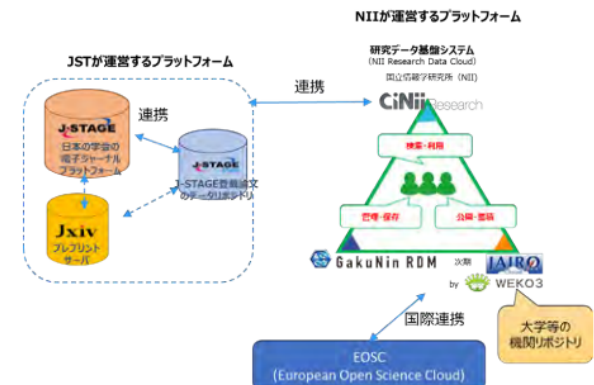 NIIが運営するプラットフォーム
JSTが運営するプラットフォーム
研究データ基盤システム
(NII Research Data Cloud)
国立情報学研究所(NII)
連携
CiNii Research
連携
J-STAGE
日本の学会の
電子ジャーナル
プラットフォーム
J-STAGE
J-STAGE登載論文
のデータリポジトリ
検索・利用
管理・保存
公開・蓄積
Jxiv
プレプリント
サーバ
GakuNin RDM
次期
JAIRO
by
WEKO3
国際連携
大学等の
機関リポジトリ
EOSC
(European Open Science Cloud)